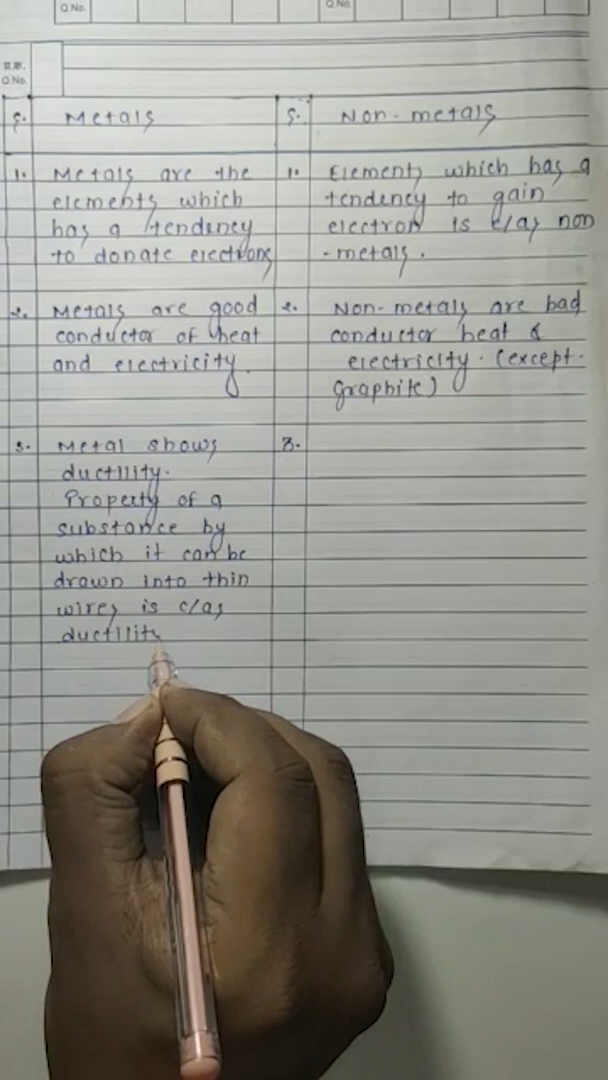 Q.No.
Q.No.
प्र.क्र.
Q.No.
Metals
Non-metals
1. Metals are the
elements which
has a tendency
to donate electrons
1. Elements which has a
tendency to gain
electron is c/as non
-metals.
2. Metals are good
conductor of heat
and electricity.
2. Non-metals are bad
conductor heat &
electricity. (except-
Graphite)
3. Metal shows
ductility.
Property of a
substance by
which it can be
drawn into thin
wires is c/as
ductility
3.